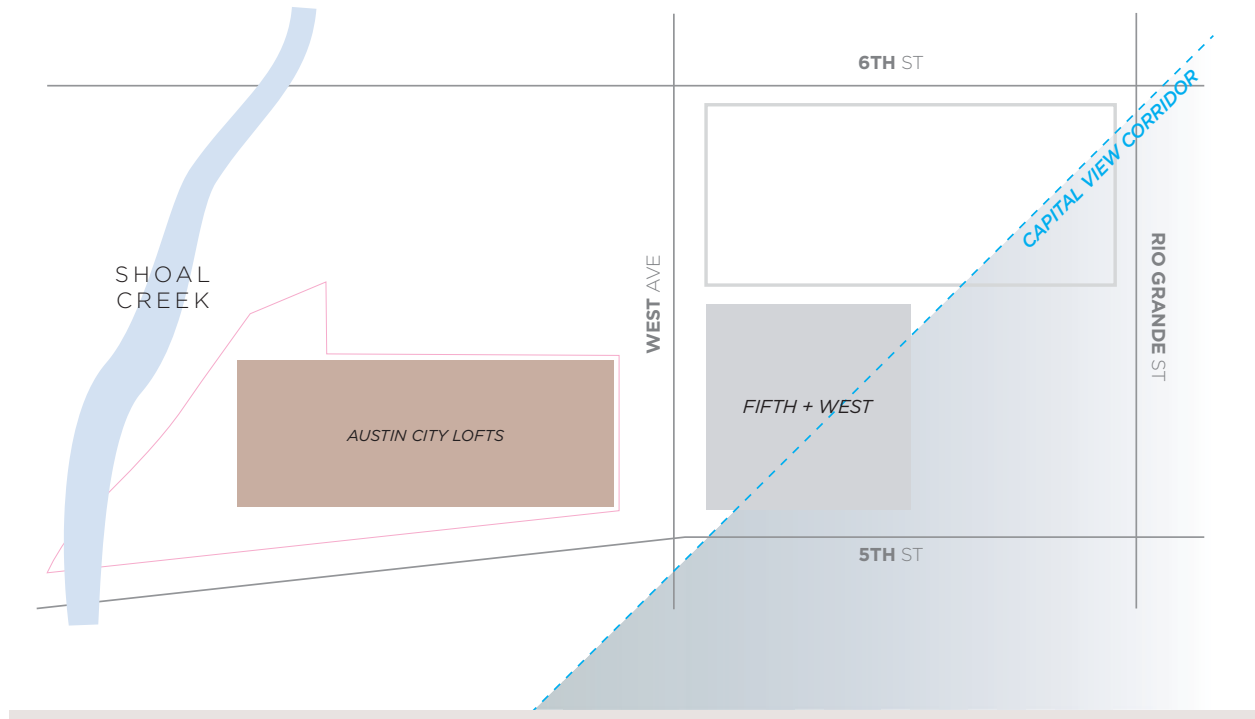 6TH ST
CAPITAL VIEW CORRIDOR
SHOAL
CREEK
WEST AVE
RIO GRANDE ST
FIFTH + WEST
AUSTIN CITY LOFTS
5TH ST